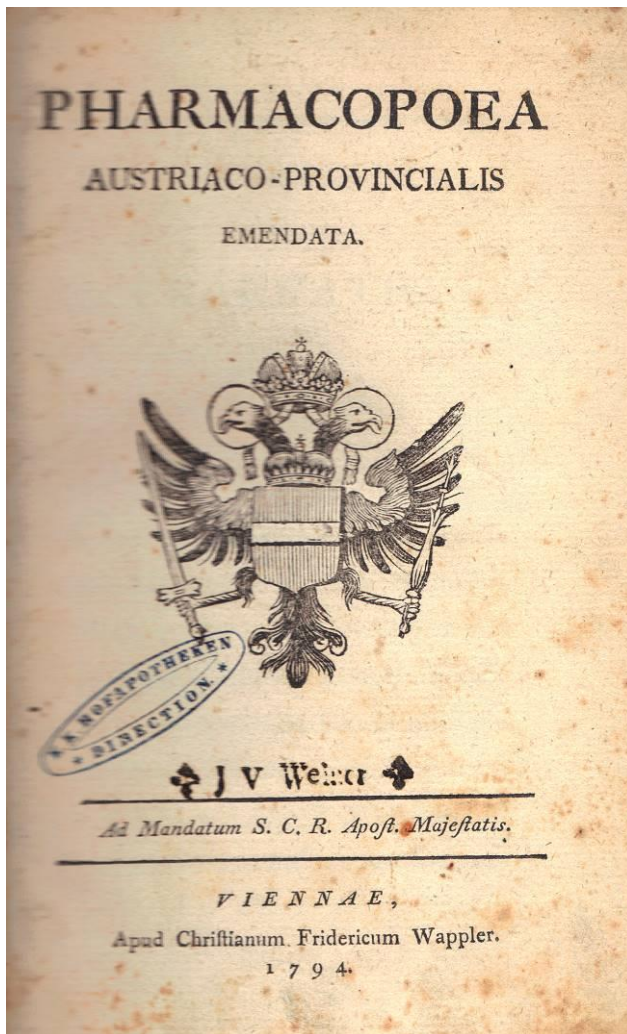 PHARMACOPOEA
AUSTRIACO-PROVINCIALIS
EMENDATA.
HOFAPOTHEKEN
DIRECTION.
J V
Ad Mandatum S. C. R. Apoſt. Majeſtatis.
VIENNAE,
Apud Chriſtianum Fridericum Wappler.
1794.